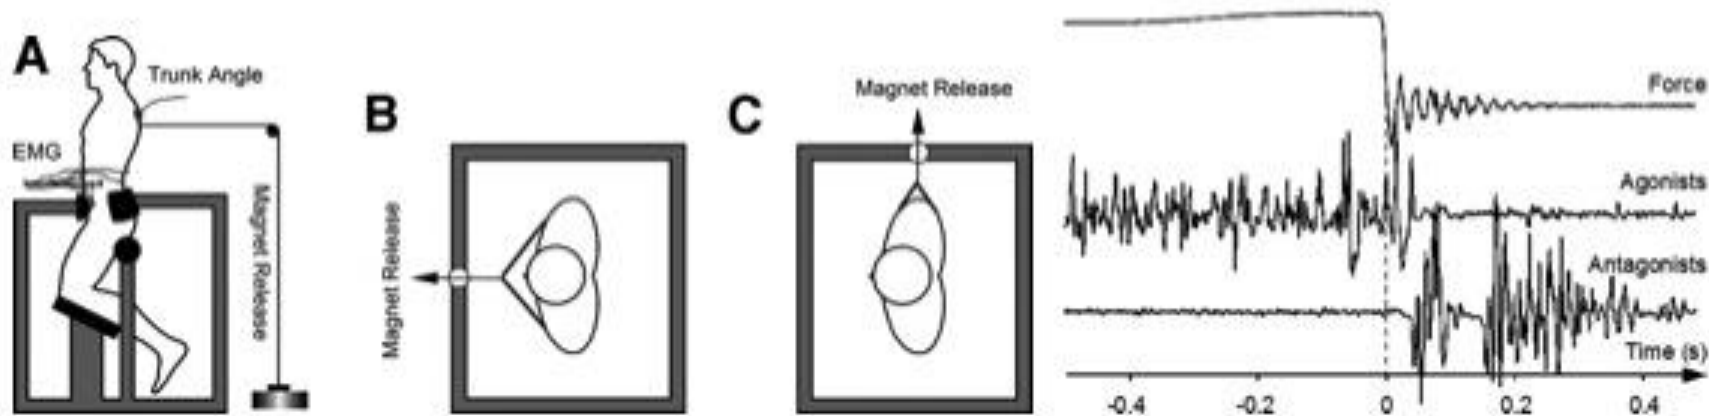 A
Trunk Angle
EMG
Magnet Release
B
Magnet Release
C
Magnet Release
Force
Agonists
Antagonists
Time (s)
-0.4 -0.2 0 0.2 0.4